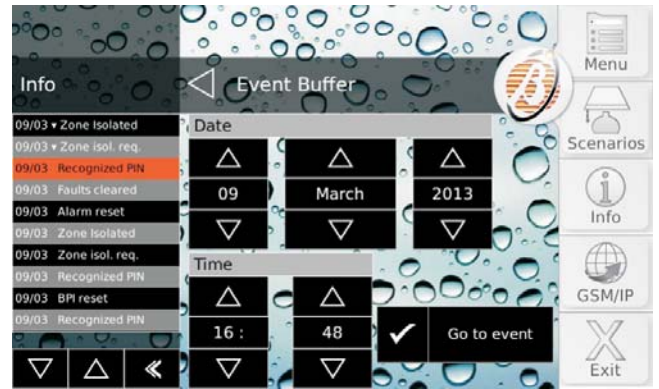 Info
Event Buffer
09/03 ▾ Zone Isolated
09/03 ▾ Zone isol. req.
09/03 Recognized PIN
09/03 Faults cleared
09/03 Alarm reset
09/03 Zone Isolated
09/03 Zone isol. req.
09/03 Recognized PIN
09/03 BPI reset
09/03 Recognized PIN
Date
09 March 2013
Time
16 : 48
Go to event
Menu
Scenarios
Info
GSM/IP
Exit